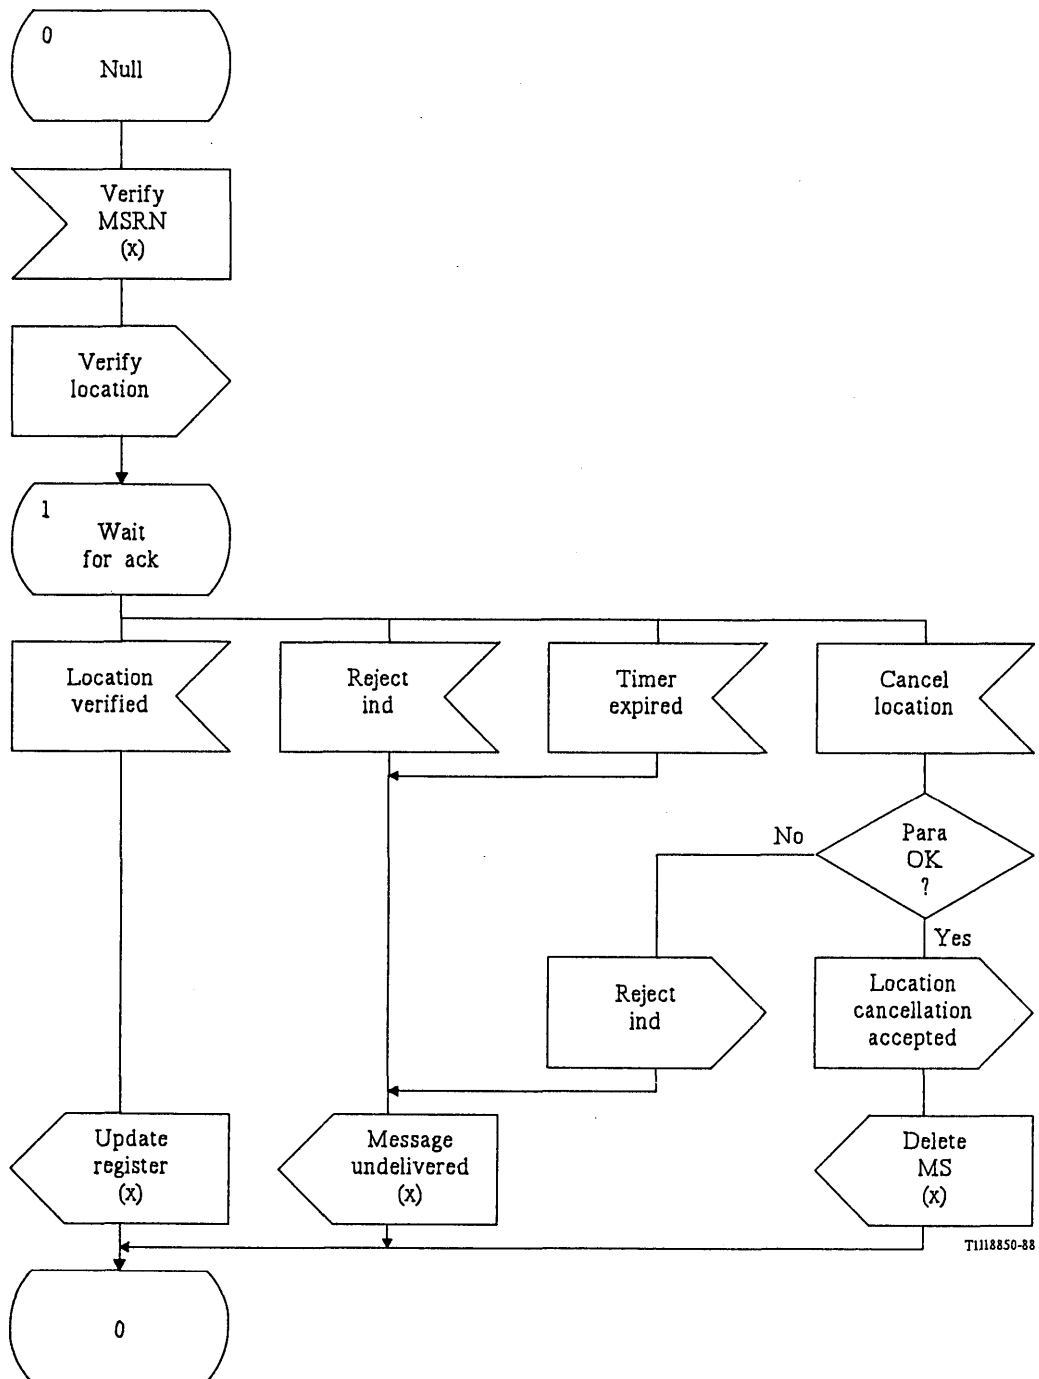 0
Null
Verify
MSRN
(x)
Verify
location
1
Wait
for ack
Location
verified
Reject
ind
Timer
expired
Cancel
location
Para
OK
?
No
Yes
Reject
ind
Location
cancellation
accepted
Update
register
(x)
Message
undelivered
(x)
Delete
MS
(x)
T1118850-88
0